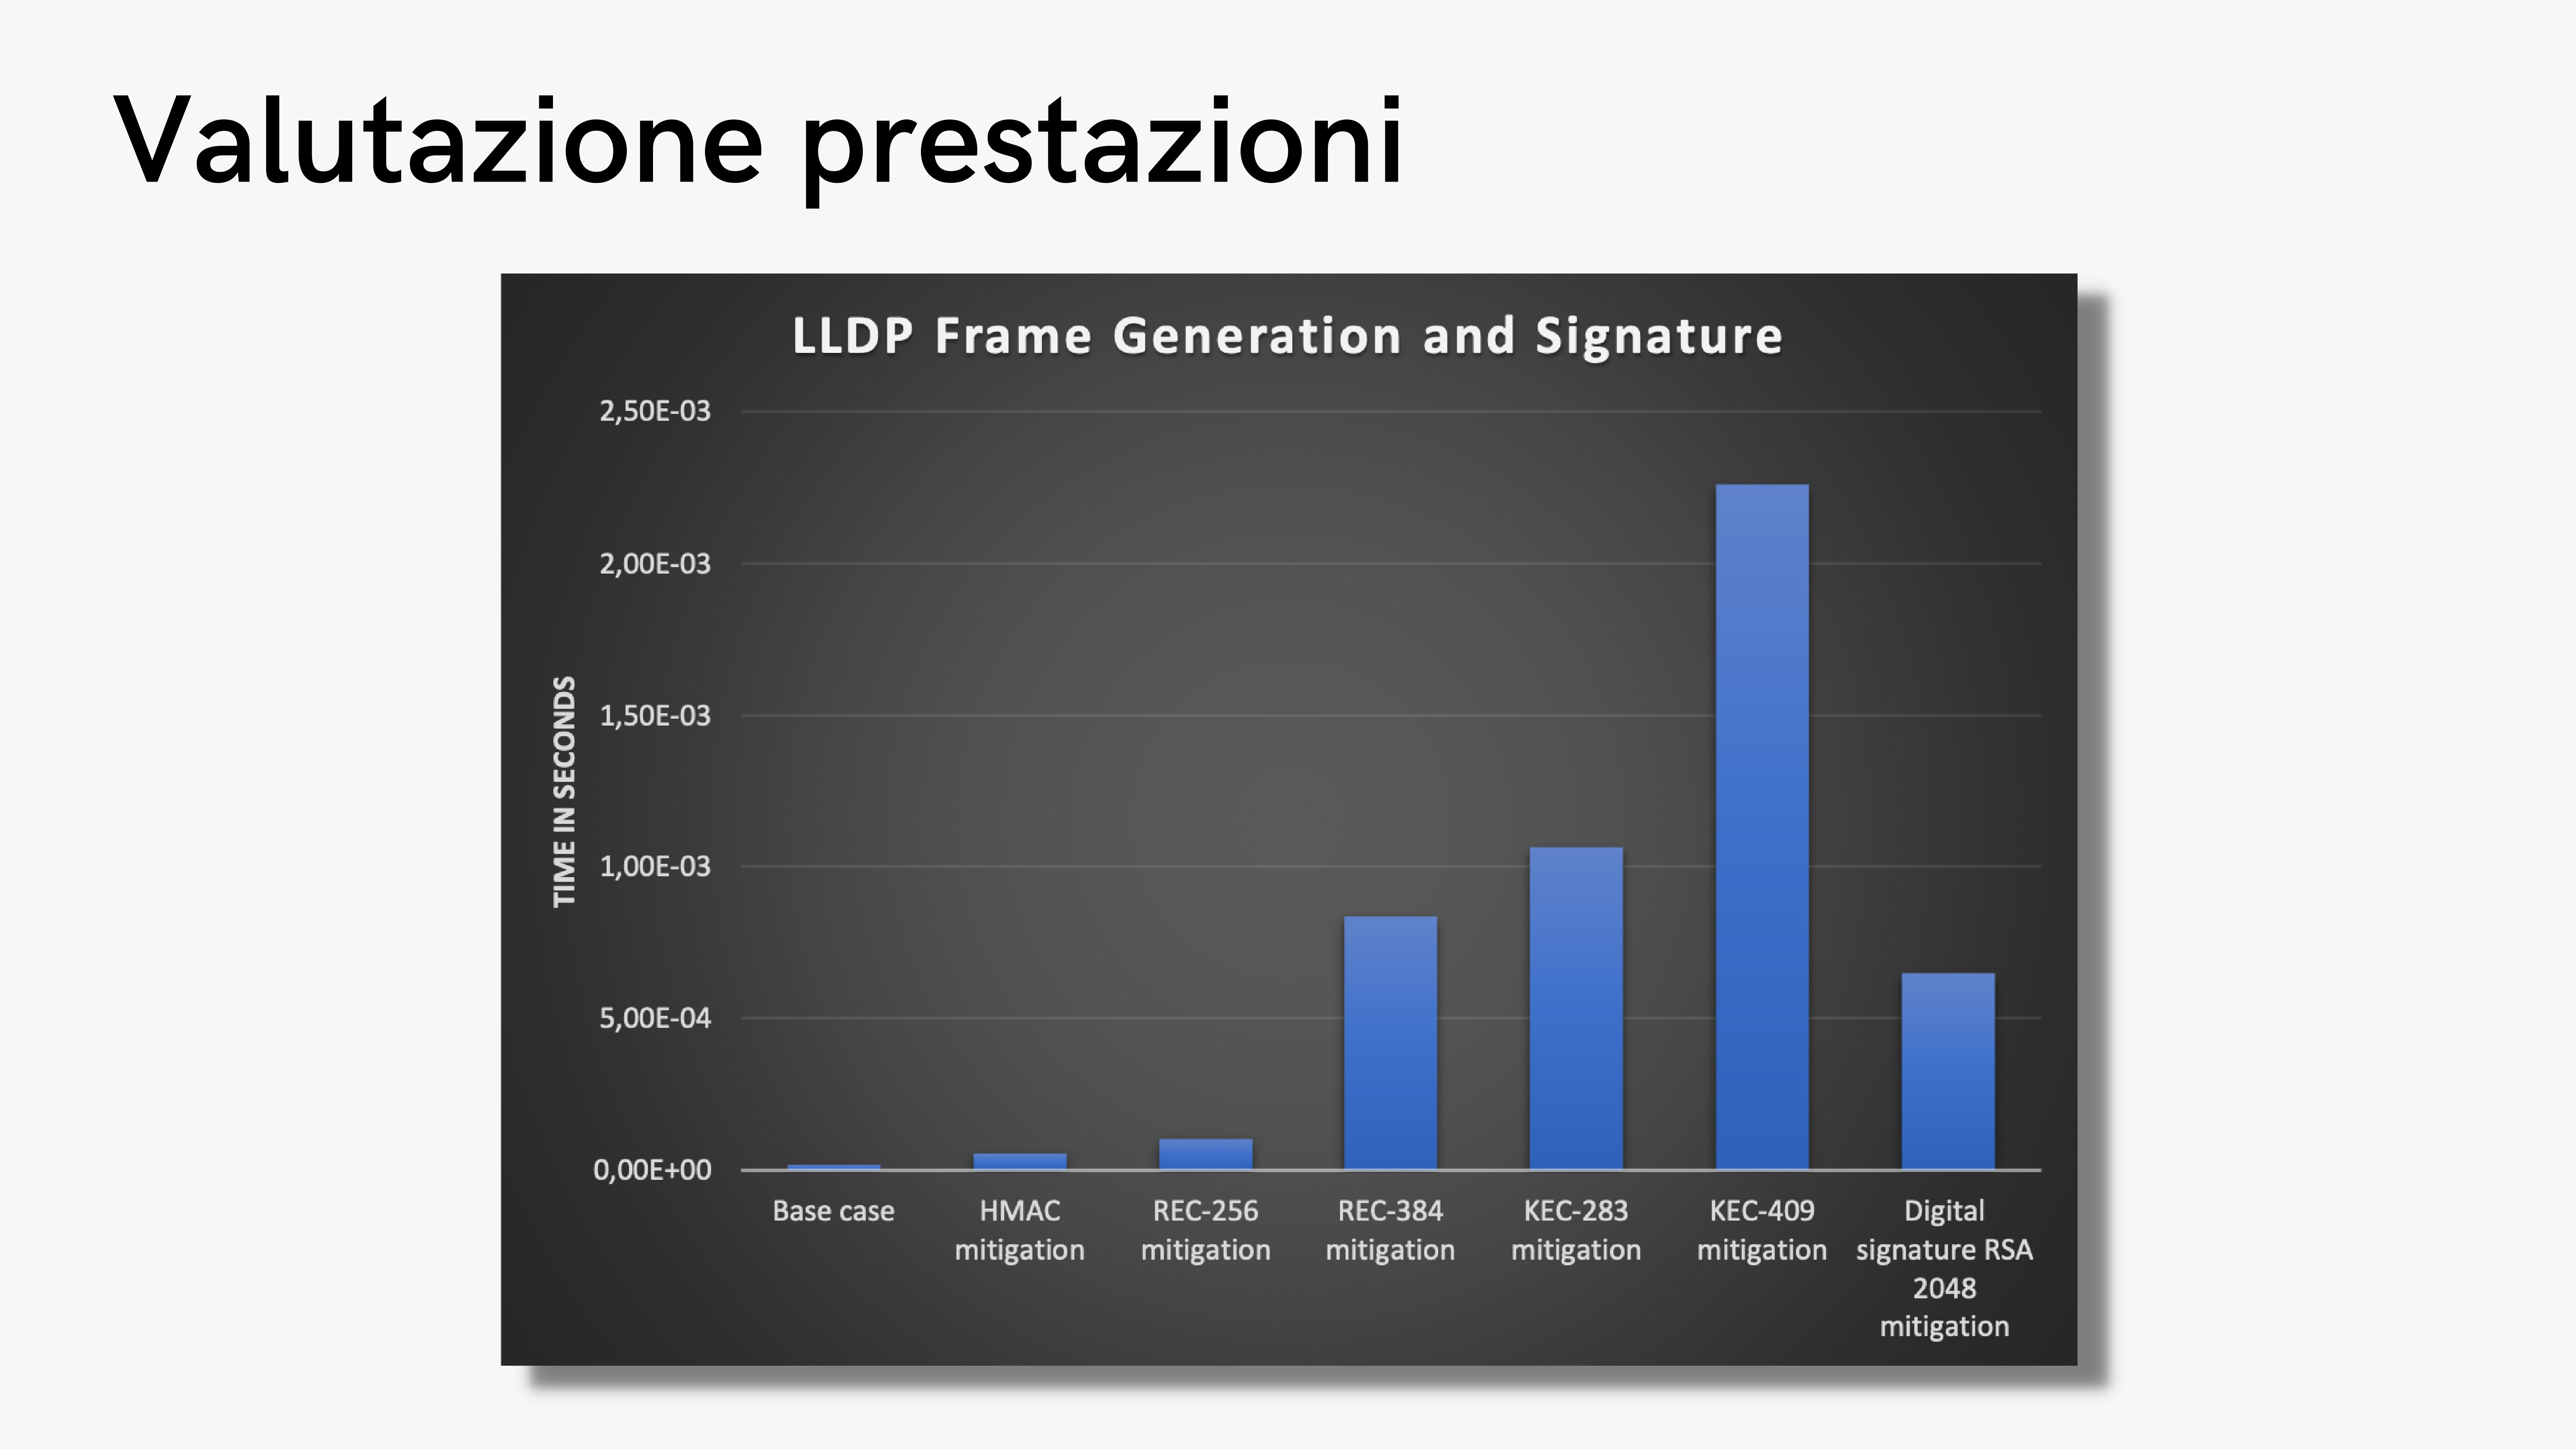 Valutazione prestazioni
LLDP Frame Generation and Signature
TIME IN SECONDS
2,50E-03
2,00E-03
1,50E-03
1,00E-03
5,00E-04
0,00E+00
Base case
HMAC
mitigation
REC-256
mitigation
REC-384
mitigation
KEC-283
mitigation
KEC-409
mitigation
Digital
signature RSA
2048
mitigation